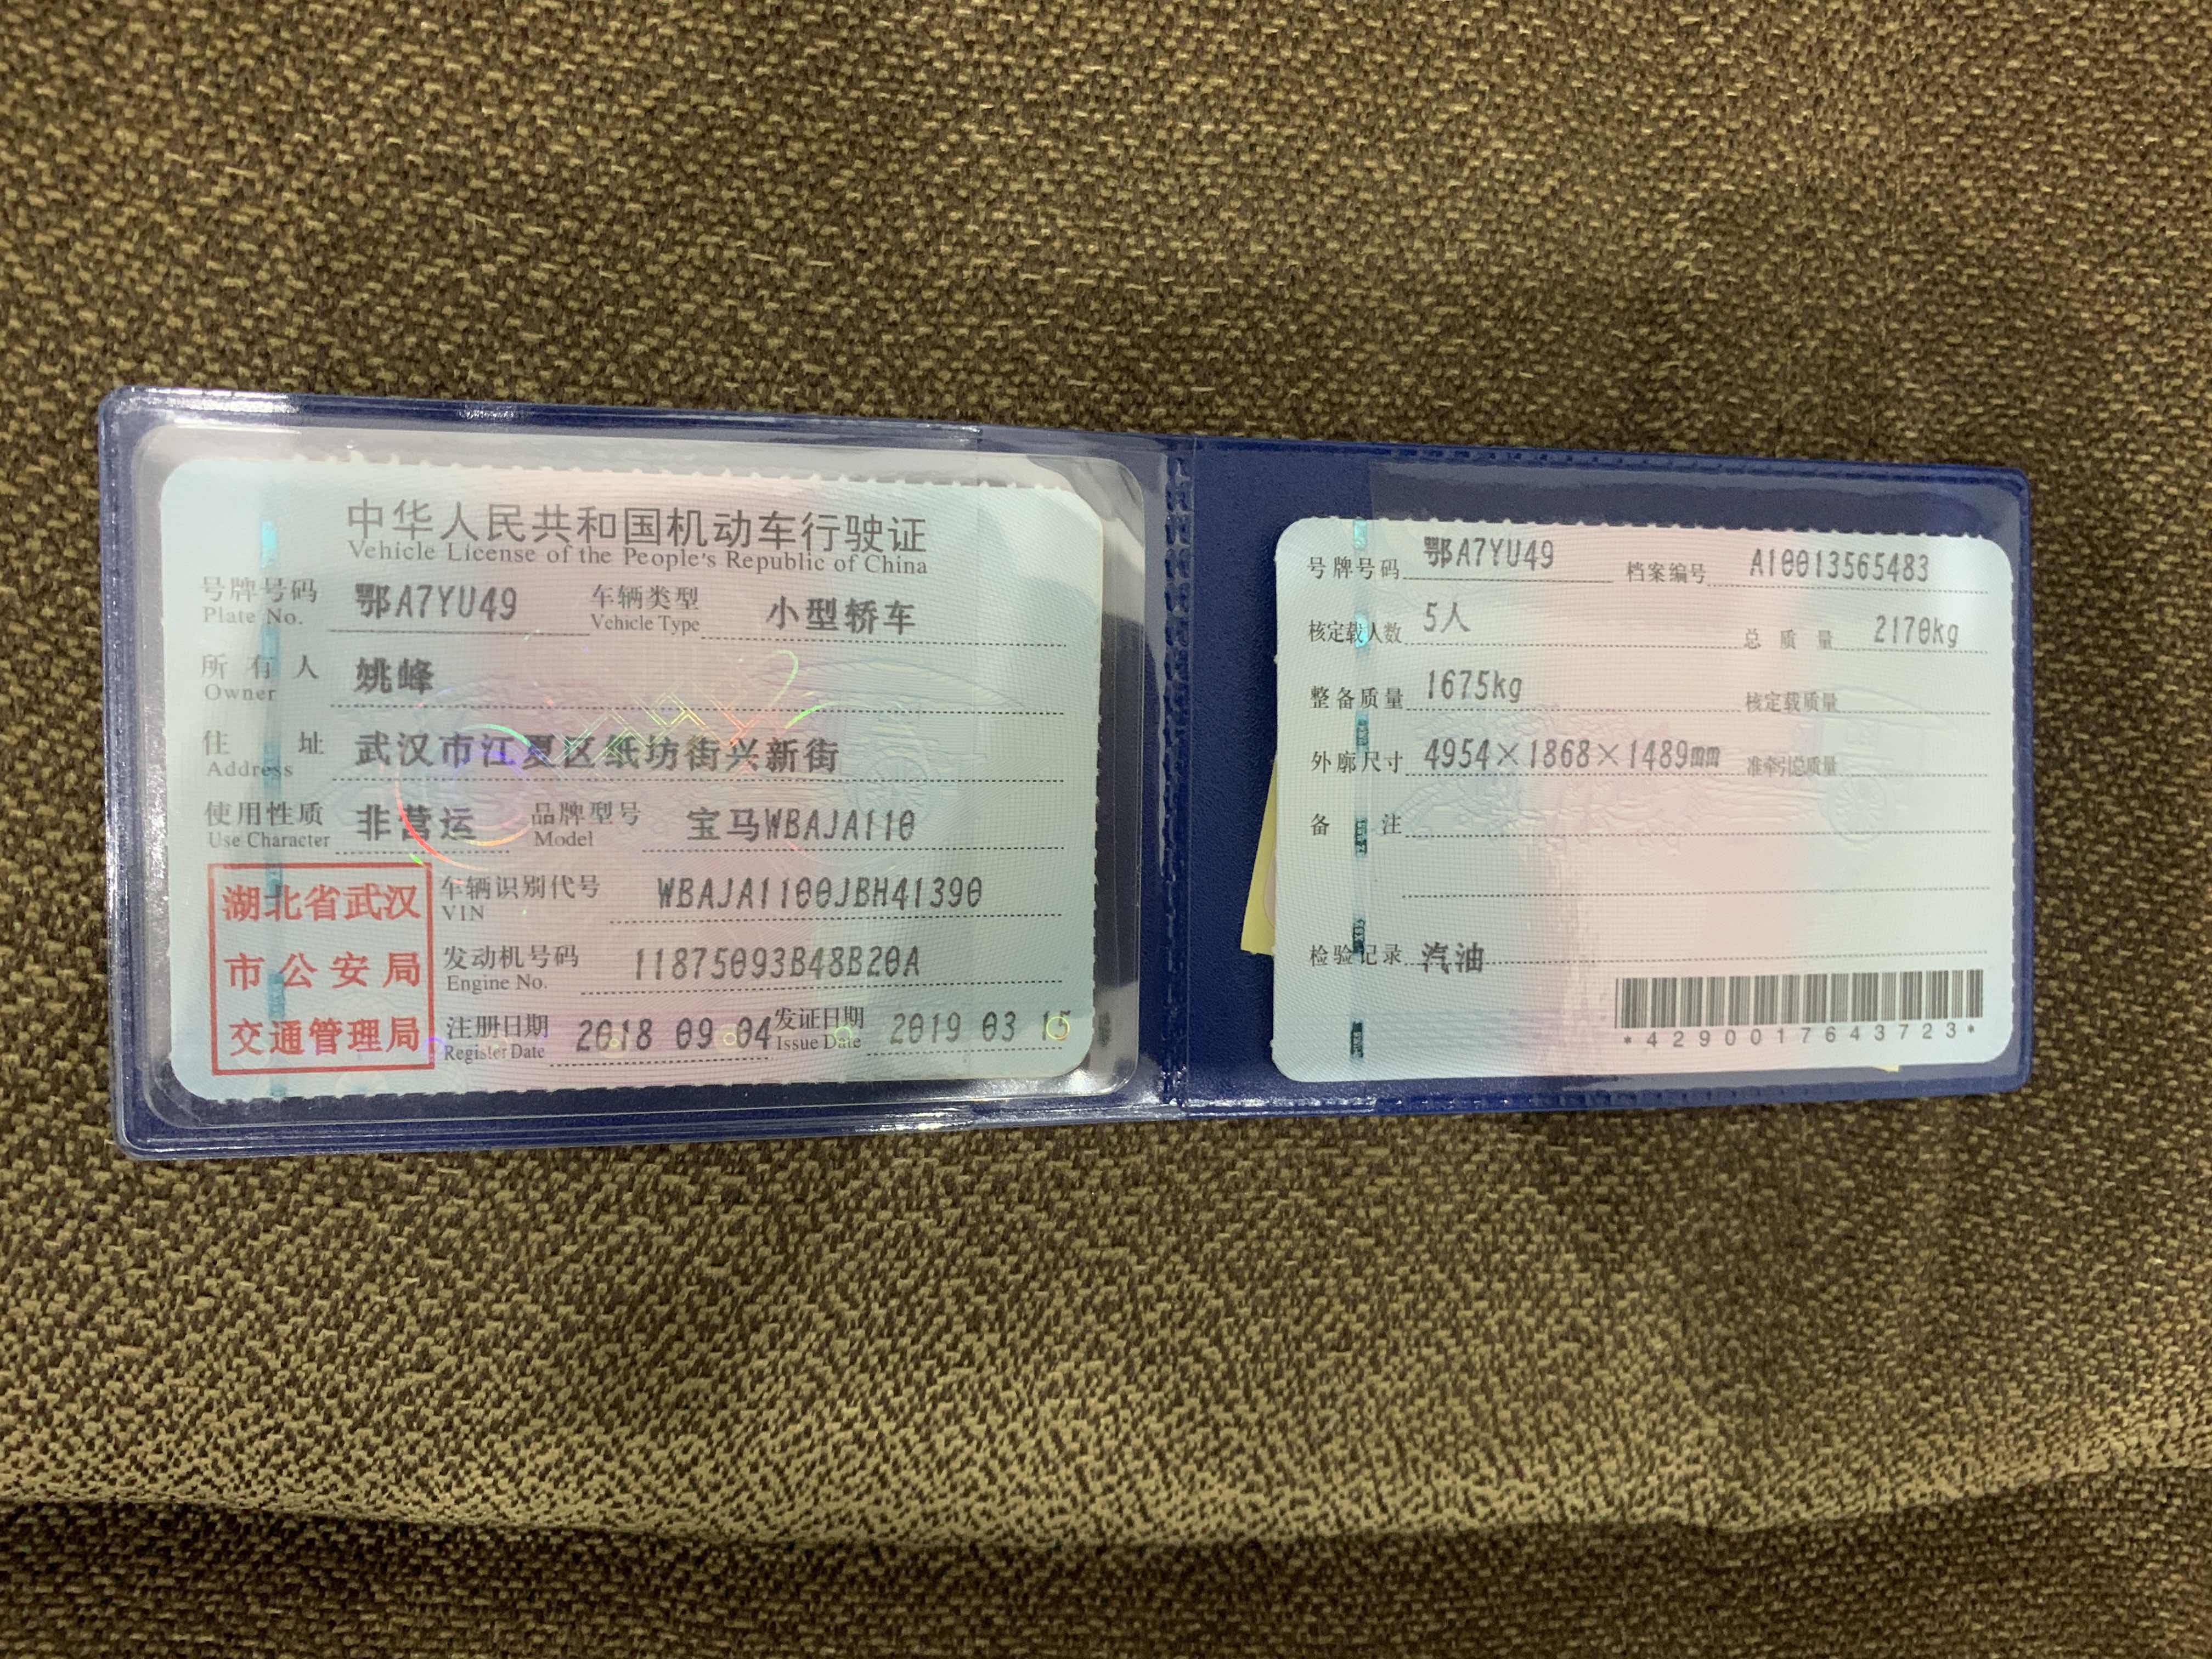 中华人民共和国机动车行驶证
Vehicle License of the People's Republic of China
号牌号码 鄂A7YU49 车辆类型 小型轿车
Plate No. Vehicle Type
所有人 姚峰
Owner
住址 武汉市江夏区纸坊街兴新街
Address
使用性质 非营运 品牌型号 宝马WBAJA110
Use Character Model
湖北省武汉
市公安局
交通管理局
车辆识别代号 WBAJA1100JBH41390
VIN
发动机号码 11875093B48B20A
Engine No.
注册日期 2018 09 04 发证日期 2019 03 15
Register Date Issue Date
号牌号码 鄂A7YU49 档案编号 A10013565483
核定载人数 5人 总质量 2170kg
整备质量 1675kg 核定载质量
外廓尺寸 4954×1868×1489mm 准牵引总质量
备注
检验记录 汽油
*4290017643723*